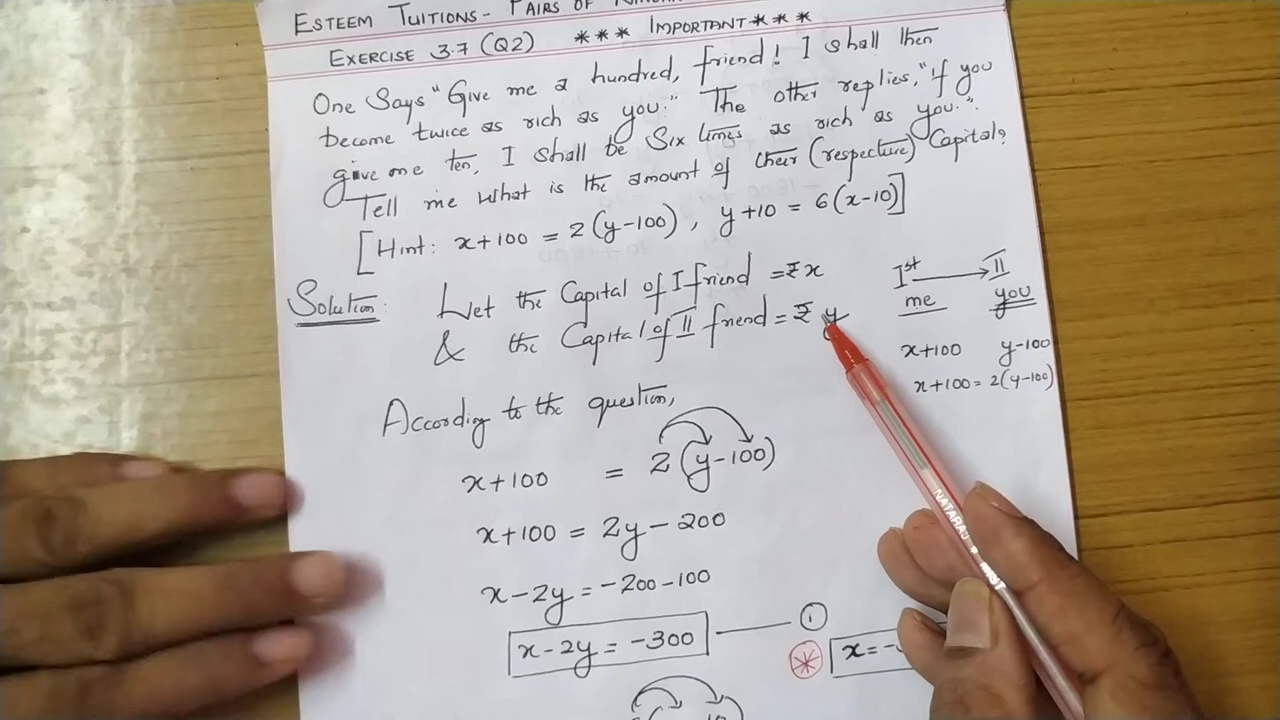 ESTEEM TUITIONS - PAIRS OF
EXERCISE 3.7 (Q2) *** IMPORTANT ***
One Says "Give me a hundred, friend! I shall then
become twice as rich as you." The other replies, "If you
give me ten, I shall be Six times as rich as you."
Tell me what is the amount of their (respective) Capital?
[Hint: x+100 = 2(y-100), y+10 = 6(x-10)]
Solution: Let the Capital of I friend = ₹ x
& the Capital of II friend = ₹ y
Ist → II
me you
x+100 y-100
x+100 = 2(y-100)
According to the question,
x+100 = 2(y-100)
x+100 = 2y-200
x-2y = -200-100
x-2y = -300 — ①
x=-
NATARAJ